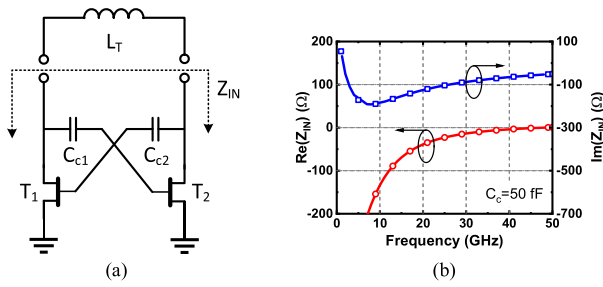 L_T
Z_IN
C_c1
C_c2
T_1
T_2
(a)
Re(Z_IN) (Ω)
200
100
0
-100
-200
0
10
20
30
40
50
Frequency (GHz)
100
-100
-300
-500
-700
Im(Z_IN) (Ω)
C_c=50 fF
(b)